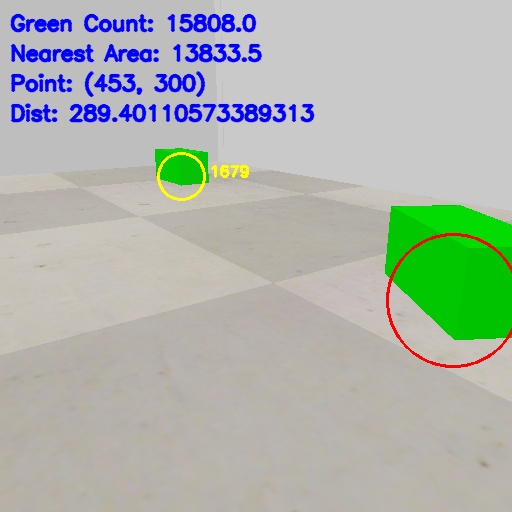 Green Count: 15808.0
Nearest Area: 13833.5
Point: (453, 300)
Dist: 289.40110573389313
1679